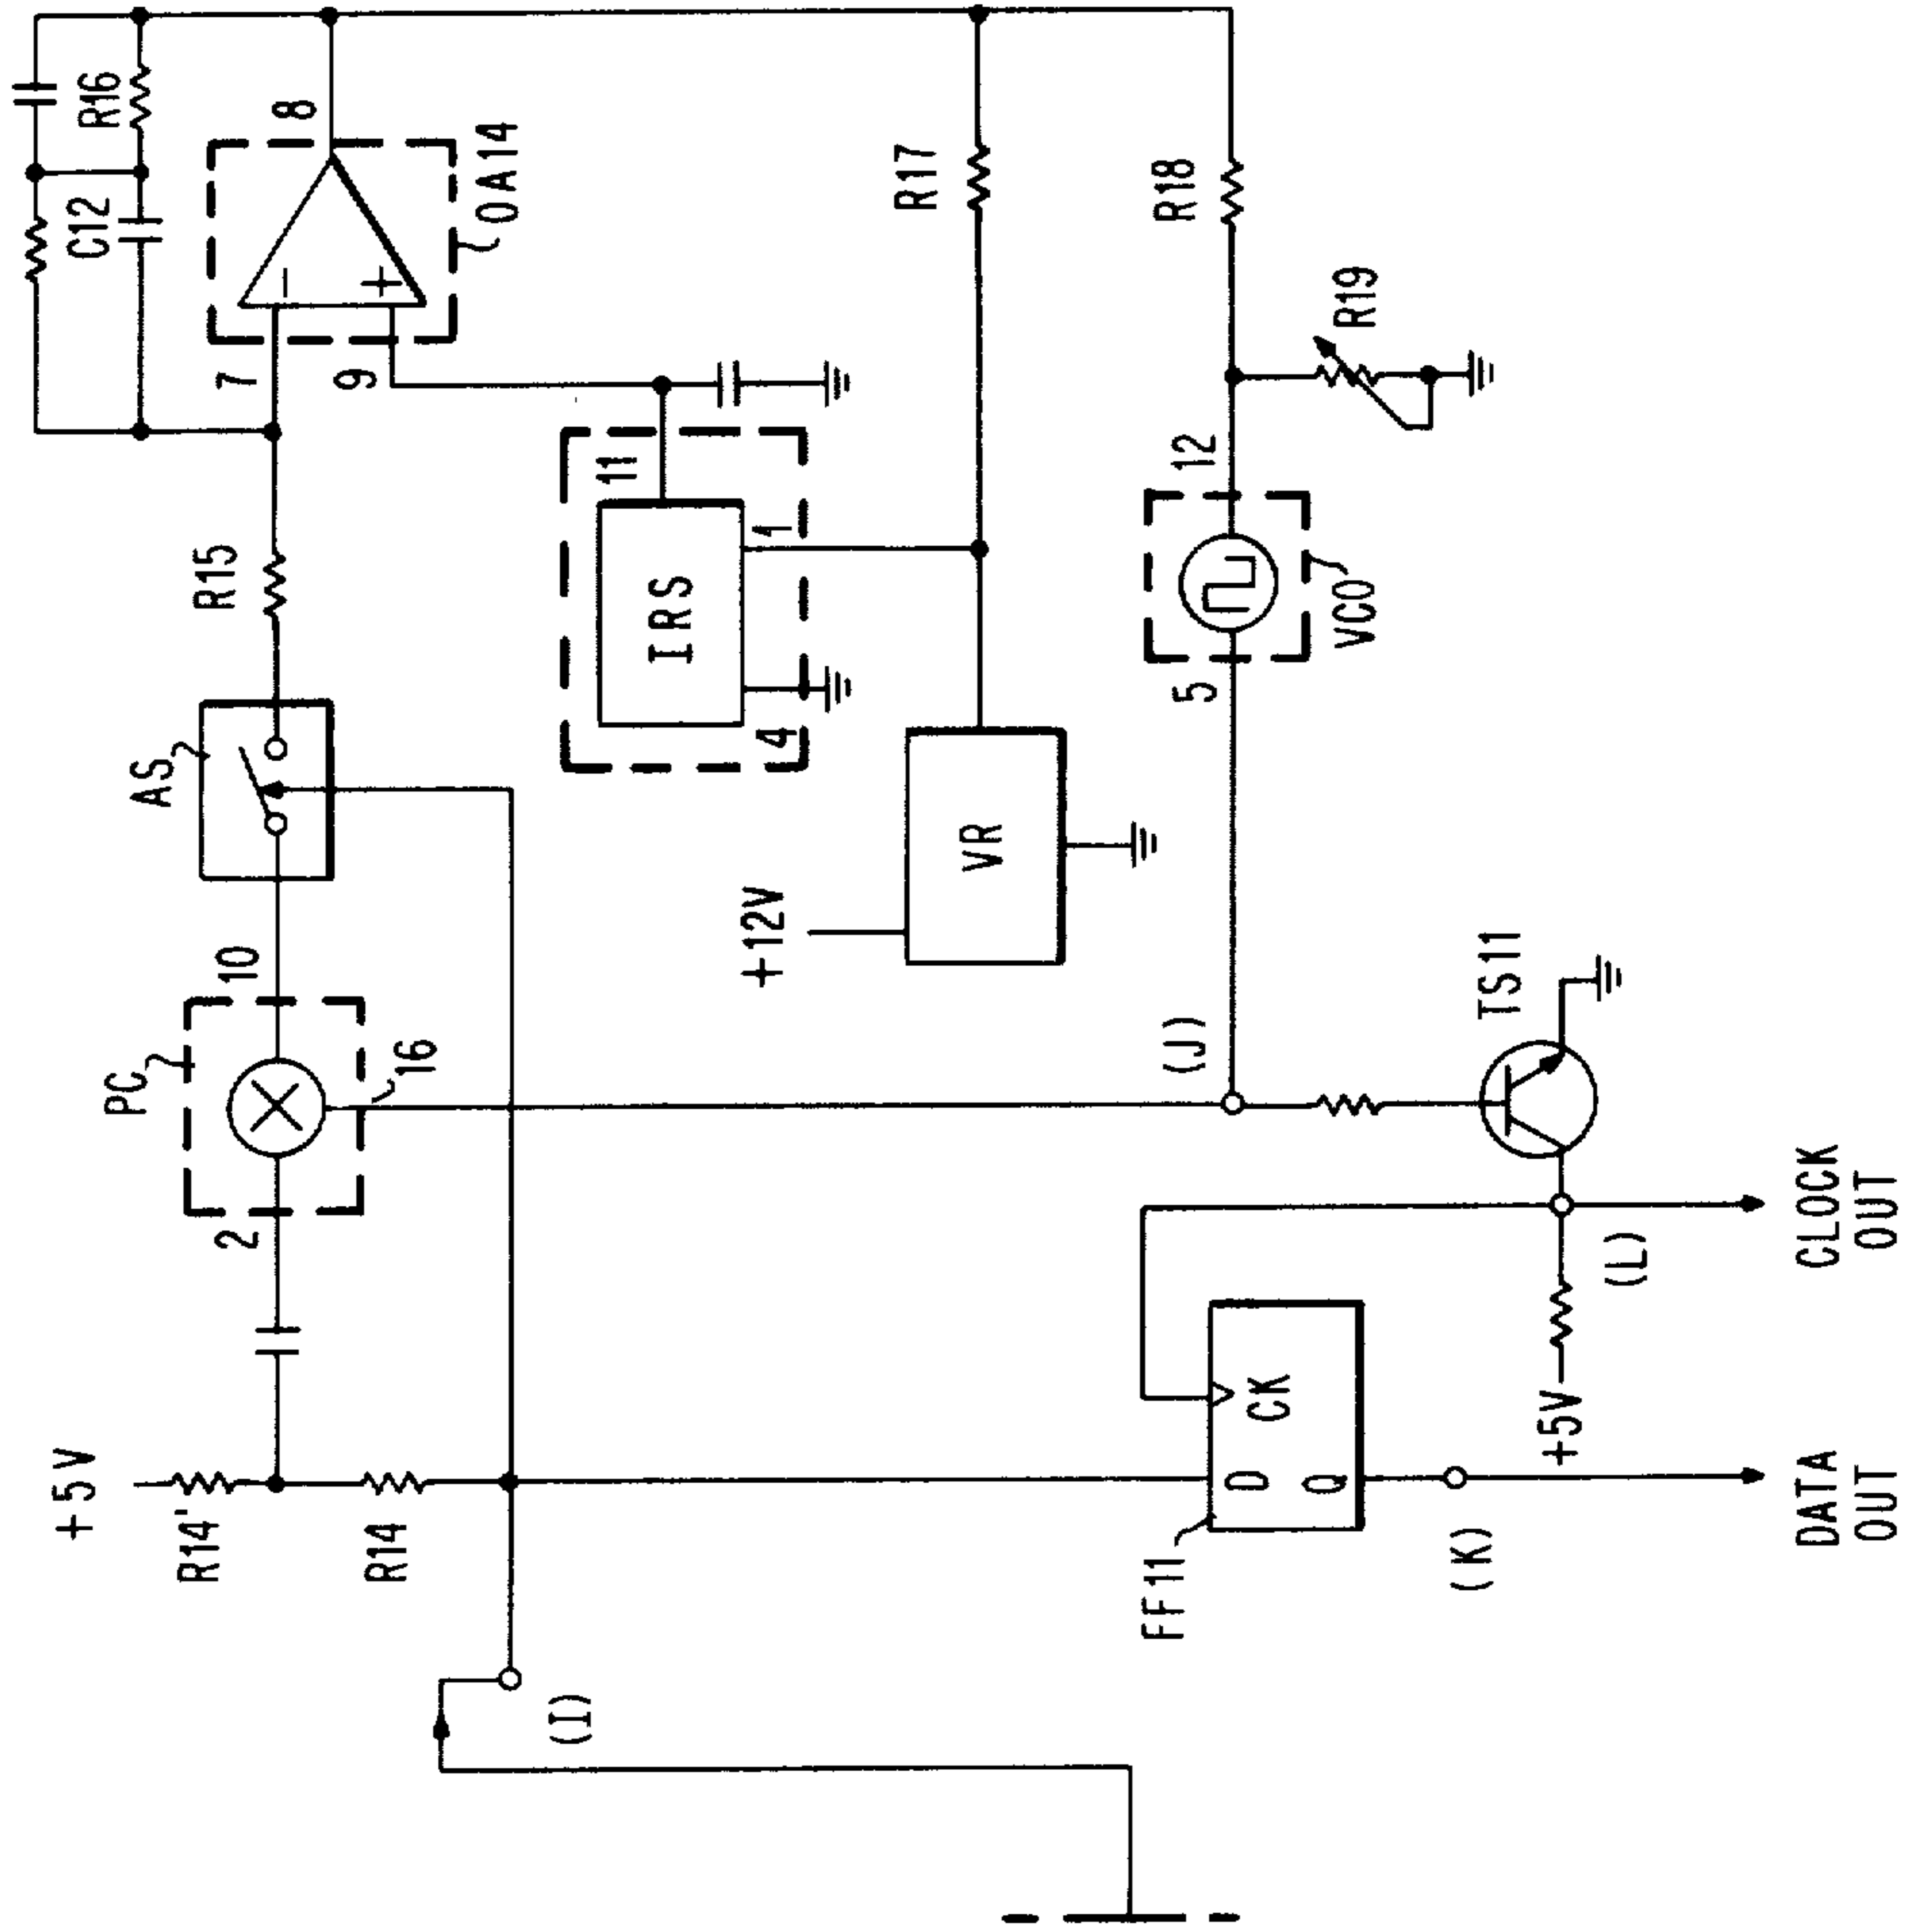 +5V
R14'
R14
(I)
2
PC
10
16
AS
R15
7
9
8
OA14
C12
R16
−
+
IRS
11
1
4
+12V
VR
R17
R18
R19
12
VCO
5
(J)
TS11
FF11
D
CK
Q
(K)
+5V
(L)
DATA
OUT
CLOCK
OUT